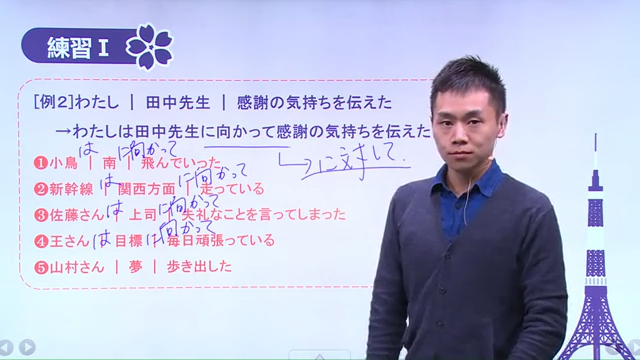 練習Ⅰ
[例2]わたし | 田中先生 | 感謝の気持ちを伝えた
→わたしは田中先生に向かって感謝の気持ちを伝えた
は に向かって に対して.
❶小鳥 | 南 | 飛んでいった
は に向かって
❷新幹線 | 関西方面 | 走っている
は に向かって
❸佐藤さん | 上司 | 失礼なことを言ってしまった
は に向かって
❹王さん | 目標 | 毎日頑張っている
❺山村さん | 夢 | 歩き出した